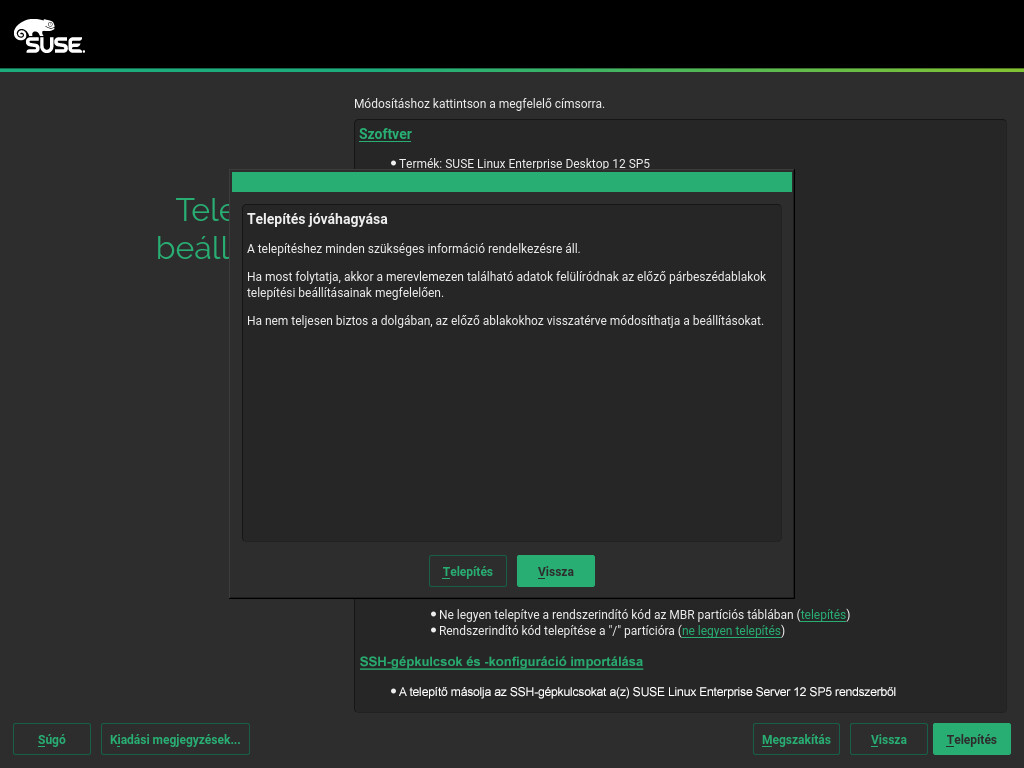 SUSE
Módosításhoz kattintson a megfelelő címsorra.
Szoftver
Termék: SUSE Linux Enterprise Desktop 12 SP5
Tele
beáll
Telepítés jóváhagyása
A telepítéshez minden szükséges információ rendelkezésre áll.
Ha most folytatja, akkor a merevlemezen található adatok felülíródnak az előző párbeszédablakok
telepítési beállításainak megfelelően.
Ha nem teljesen biztos a dolgában, az előző ablakokhoz visszatérve módosíthatja a beállításokat.
Telepítés Vissza
Ne legyen telepítve a rendszerindító kód az MBR partíciós táblában (telepítés)
Rendszerindító kód telepítése a "/" partícióra (ne legyen telepítés)
SSH-gépkulcsok és -konfiguráció importálása
A telepítő másolja az SSH-gépkulcsokat a(z) SUSE Linux Enterprise Server 12 SP5 rendszerből
Súgó Kiadási megjegyzések... Megszakítás Vissza Telepítés